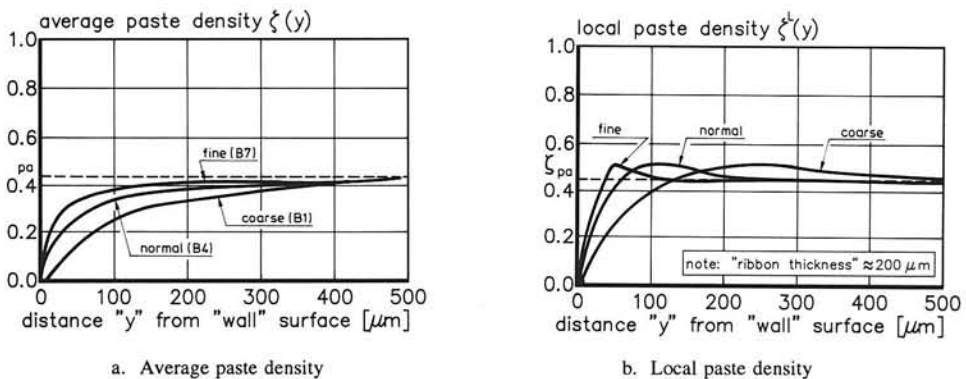 average paste density ξ(y)
1.0
0.8
0.6
pa
0.4
0.2
0.0
fine (B7)
coarse (B1)
normal (B4)
0 100 200 300 400 500
distance "y" from "wall" surface [μm]
a. Average paste density
local paste density ξᴸ(y)
1.0
0.8
0.6
ξpa
0.4
0.2
0.0
fine
normal
coarse
note: "ribbon thickness" ≈ 200 μm
0 100 200 300 400 500
distance "y" from "wall" surface [μm]
b. Local paste density